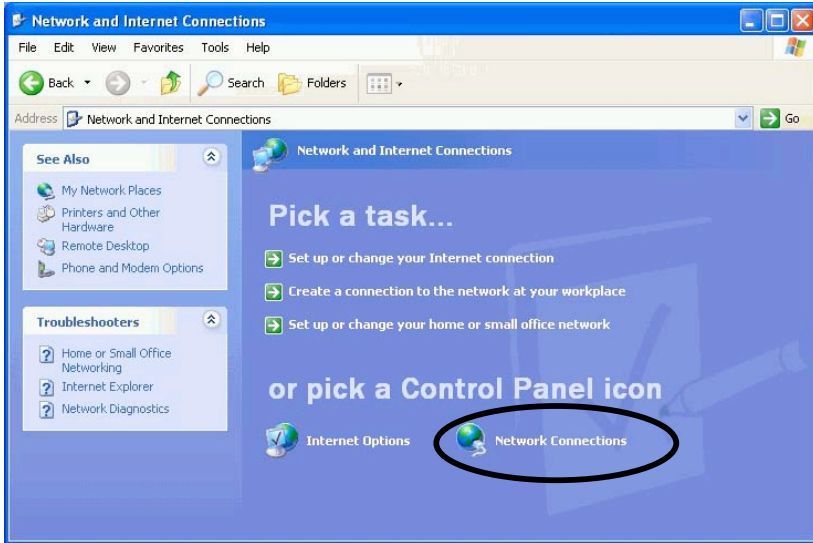 Network and Internet Connections
File Edit View Favorites Tools Help
Back Search Folders
Address Network and Internet Connections Go
See Also
My Network Places
Printers and Other
Hardware
Remote Desktop
Phone and Modem Options
Troubleshooters
Home or Small Office
Networking
Internet Explorer
Network Diagnostics
Network and Internet Connections
Pick a task...
Set up or change your Internet connection
Create a connection to the network at your workplace
Set up or change your home or small office network
or pick a Control Panel icon
Internet Options Network Connections